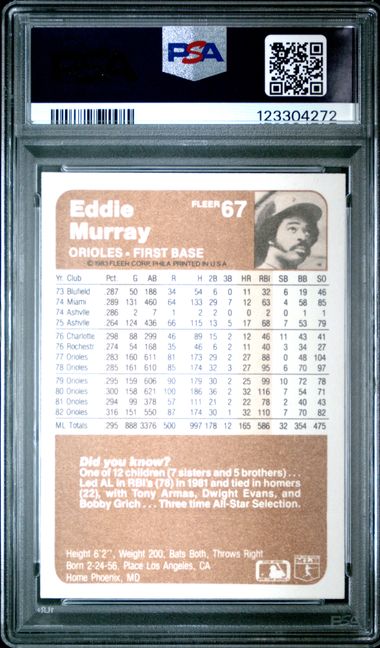 PSA
123304272
Eddie
Murray
FLEER 67
ORIOLES - FIRST BASE
© 1983 FLEER CORP. PHILA PRINTED IN U.S.A
Yr. Club Pct. G AB R H 2B 3B HR RBI SB BB SO
73 Blufield 287 50 188 34 54 6 0 11 32 6 19 46
74 Miami 289 131 460 64 133 29 7 12 63 4 58 85
74 Ashvlle 286 2 7 1 2 2 0 0 2 0 1 1
75 Ashvlle 264 124 436 66 115 13 5 17 68 7 53 79
76 Charlotte 298 88 299 46 89 15 2 12 46 11 43 41
76 Rochestr 274 54 168 35 46 6 2 11 40 3 34 27
77 Orioles 283 160 611 81 173 29 2 27 88 0 48 104
78 Orioles 285 161 610 85 174 32 3 27 95 6 70 97
79 Orioles 295 159 606 90 179 30 2 25 99 10 72 78
80 Orioles 300 158 621 100 186 36 2 32 116 7 54 71
81 Orioles 294 99 378 57 111 21 2 22 78 2 40 43
82 Orioles 316 151 550 87 174 30 1 32 110 7 70 82
ML Totals 295 888 3376 500 997 178 12 165 586 32 354 475
Did you know?
One of 12 children (7 sisters and 5 brothers) . . .
Led AL in RBI's (78) in 1981 and tied in homers
(22), with Tony Armas, Dwight Evans, and
Bobby Grich . . . Three time All-Star Selection.
Height 6'2", Weight 200, Bats Both, Throws Right
Born 2-24-56, Place Los Angeles, CA
Home Phoenix, MD
PSA